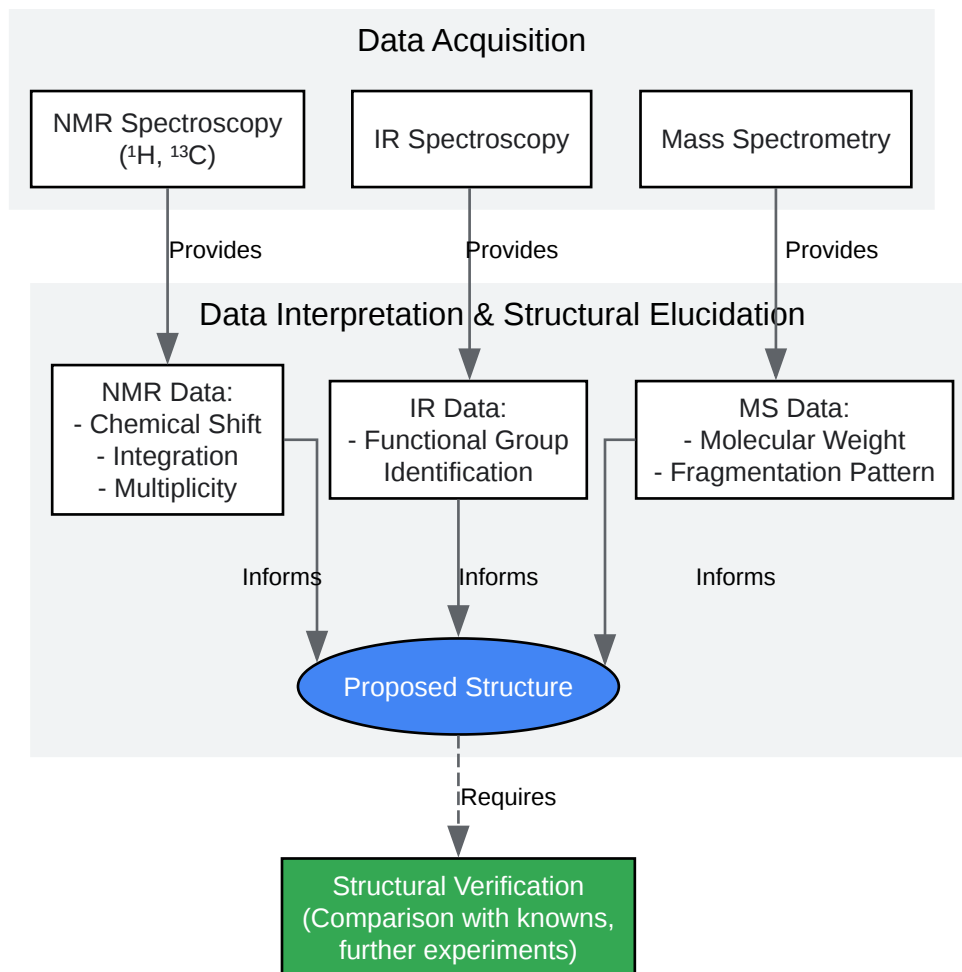 Data Acquisition
NMR Spectroscopy
(¹H, ¹³C)
IR Spectroscopy
Mass Spectrometry
Provides
Provides
Provides
Data Interpretation & Structural Elucidation
NMR Data:
- Chemical Shift
- Integration
- Multiplicity
IR Data:
- Functional Group
Identification
MS Data:
- Molecular Weight
- Fragmentation Pattern
Informs
Informs
Informs
Proposed Structure
Requires
Structural Verification
(Comparison with knowns,
further experiments)